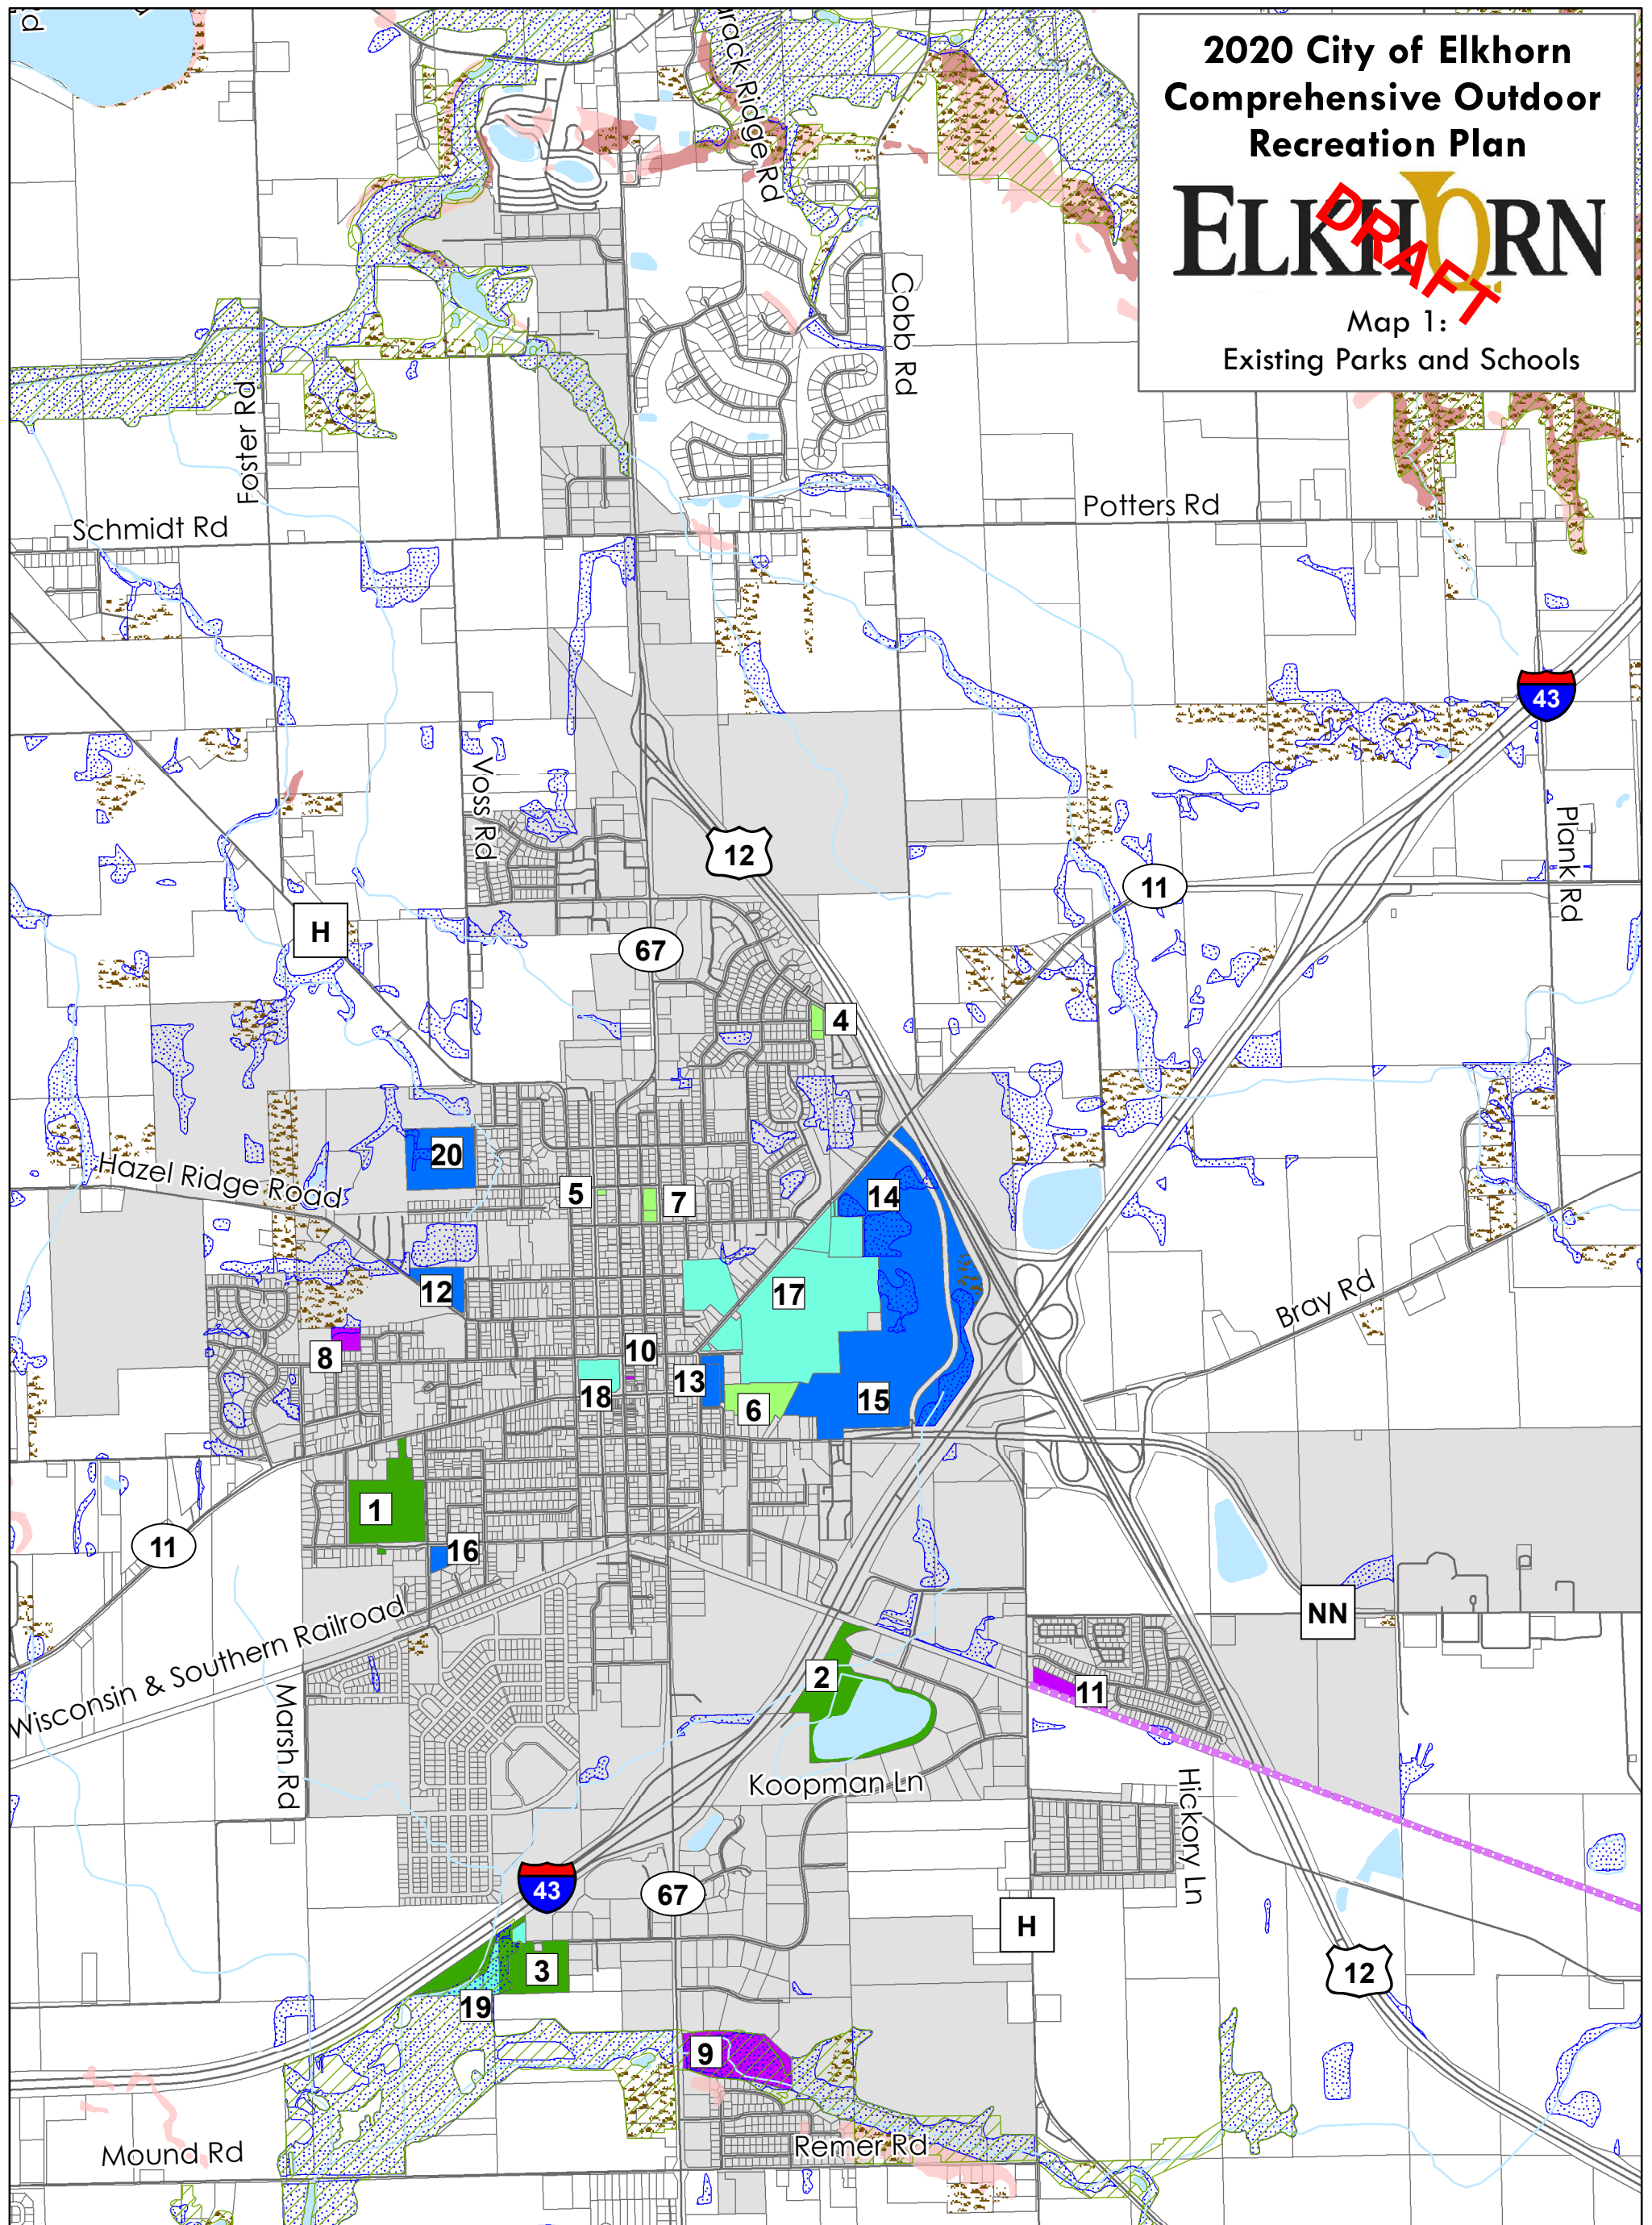 2020 City of Elkhorn
Comprehensive Outdoor
Recreation Plan
ELKHORN
DRAFT
Map 1:
Existing Parks and Schools
Rd
Ridge Rd
Cobb Rd
Foster Rd
Schmidt Rd
Potters Rd
43
Voss Rd
12
11
Plank Rd
H
67
4
20
Hazel Ridge Road
5
7
14
12
17
Bray Rd
8
10
13
18
6
15
1
11
16
NN
Wisconsin & Southern Railroad
2
11
Marsh Rd
Koopman Ln
Hickory Ln
43
67
H
3
12
19
9
Mound Rd
Remer Rd